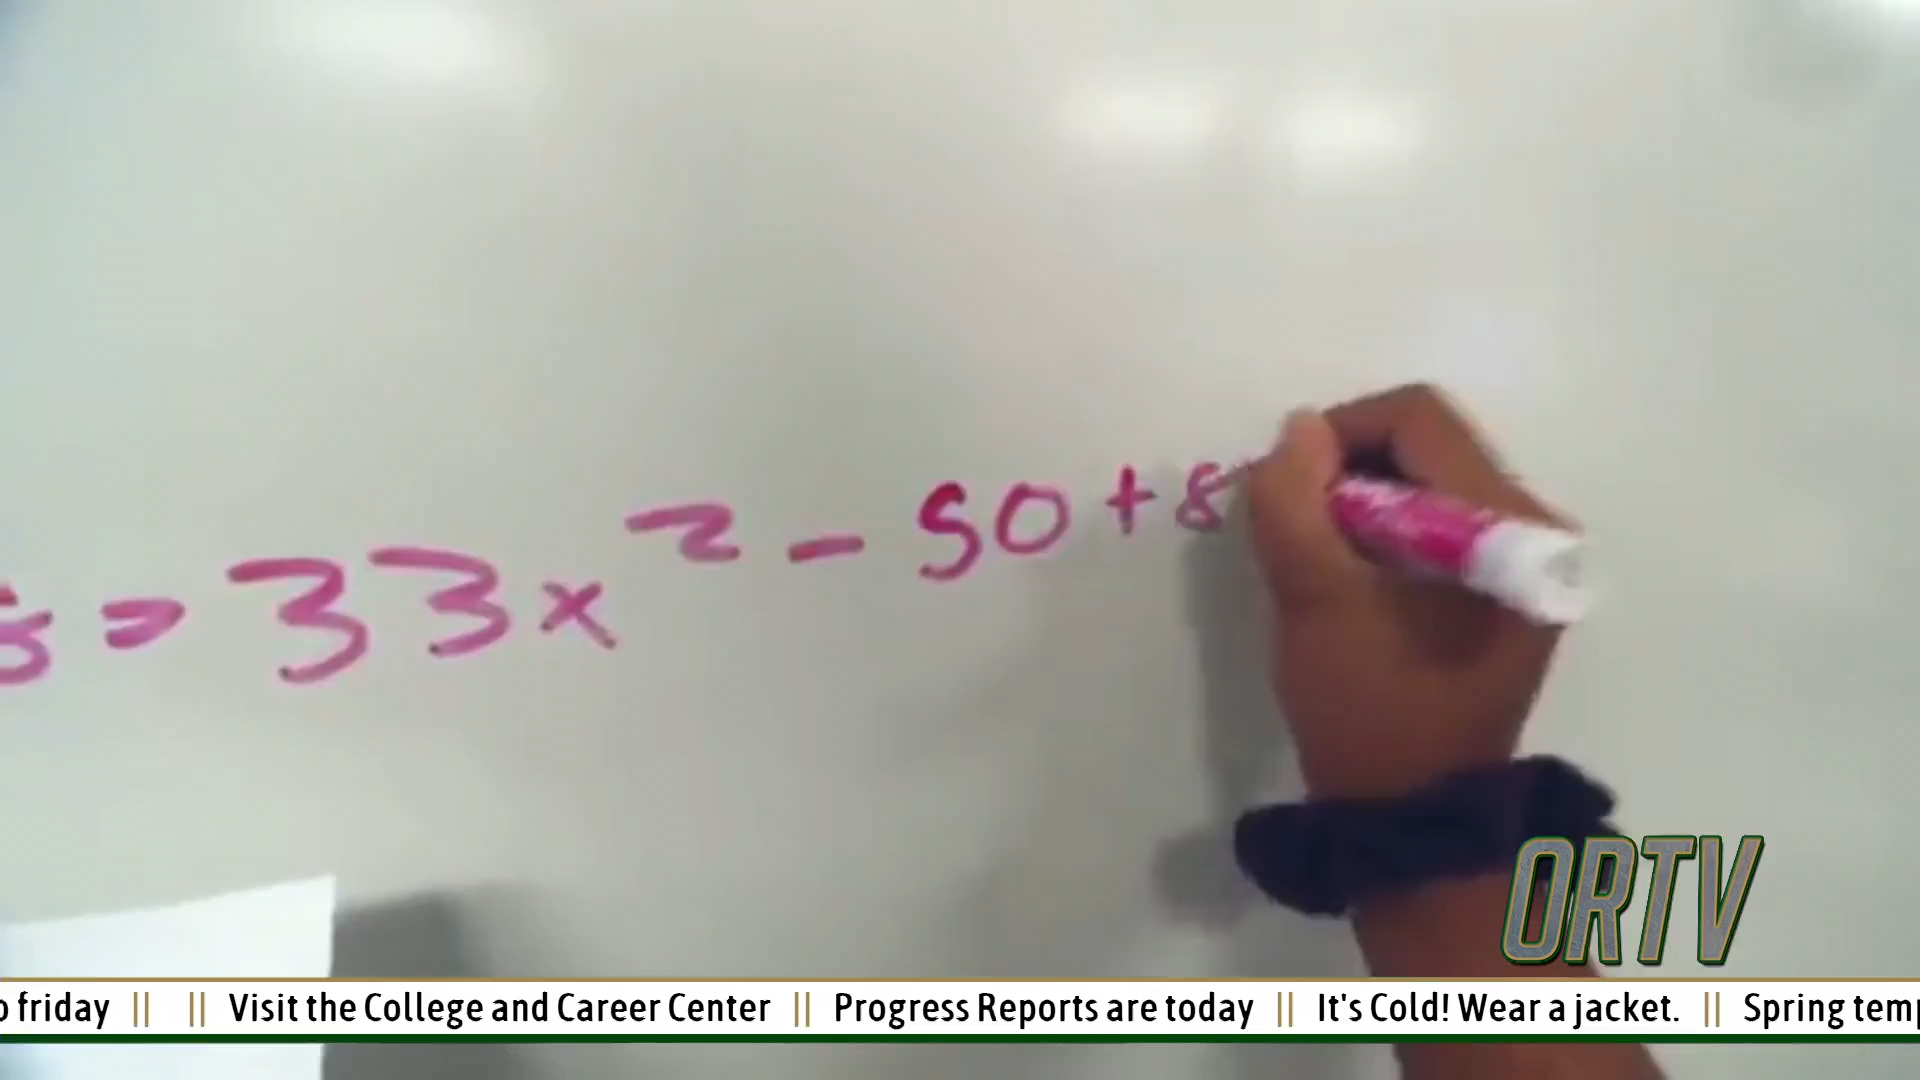 = 33x² - 50 + 8
ORTV
friday || || Visit the College and Career Center || Progress Reports are today || It's Cold! Wear a jacket. || Spring